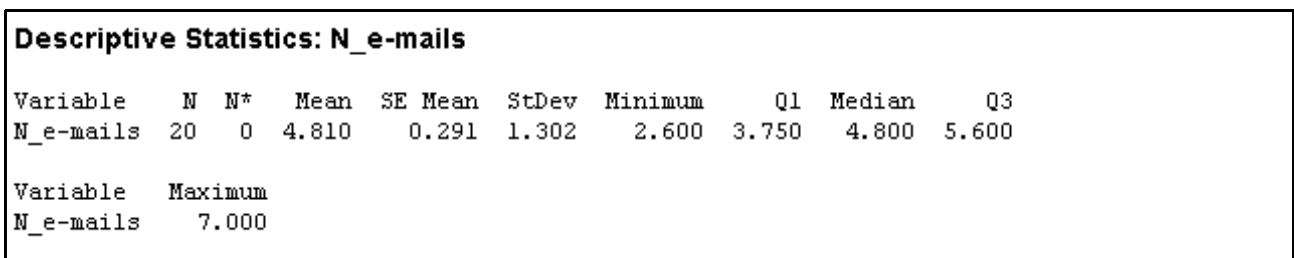 Descriptive Statistics: N_e-mails
Variable N N* Mean SE Mean StDev Minimum Q1 Median Q3
N_e-mails 20 0 4.810 0.291 1.302 2.600 3.750 4.800 5.600
Variable Maximum
N_e-mails 7.000